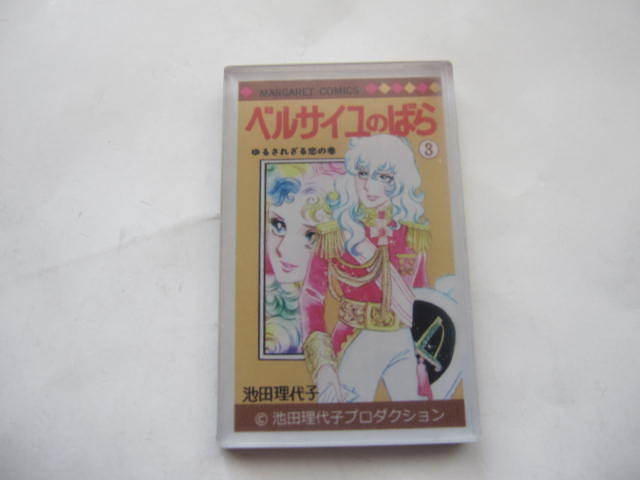 MARGARET COMICS
ベルサイユのばら
ゆるされざる恋の巻
3
池田理代子
© 池田理代子プロダクション